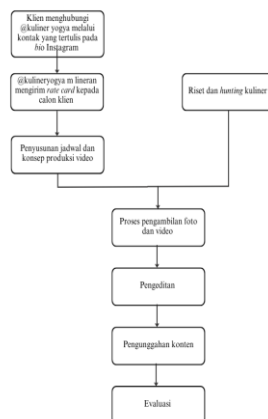 Klien menghubungi
@kuliner yogya melalui
kontak yang tertulis pada
bio Instagram
@kulineryogya m lineran
mengirim rate card kepada
calon klien
Riset dan hunting kuliner
Penyusunan jadwal dan
konsep produksi video
Proses pengambilan foto
dan video
Pengeditan
Pengunggahan konten
Evaluasi